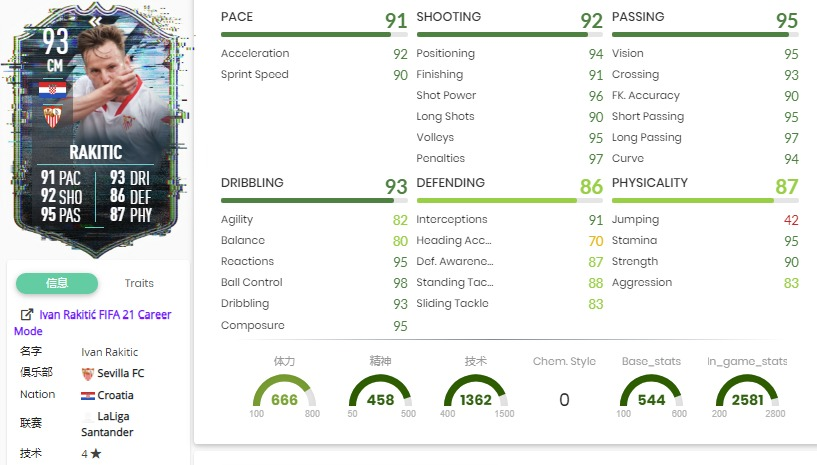 93
CM
RAKITIC
91 PAC 93 DRI
92 SHO 86 DEF
95 PAS 87 PHY
信息 Traits
Ivan Rakitić FIFA 21 Career
Mode
名字 Ivan Rakitic
俱乐部 Sevilla FC
Nation Croatia
联赛 LaLiga
Santander
技术 4 ★
PACE 91
Acceleration 92
Sprint Speed 90
SHOOTING 92
Positioning 94
Finishing 91
Shot Power 96
Long Shots 90
Volleys 95
Penalties 97
PASSING 95
Vision 95
Crossing 93
FK. Accuracy 90
Short Passing 95
Long Passing 97
Curve 94
DRIBBLING 93
Agility 82
Balance 80
Reactions 95
Ball Control 98
Dribbling 93
Composure 95
DEFENDING 86
Interceptions 91
Heading Acc... 70
Def. Awarene... 87
Standing Tac... 88
Sliding Tackle 83
PHYSICALITY 87
Jumping 42
Stamina 95
Strength 90
Aggression 83
体力
666
100 800
精神
458
50 500
技术
1362
400 1500
Chem. Style
0
Base_stats
544
100 600
In_game_stats
2581
200 2800